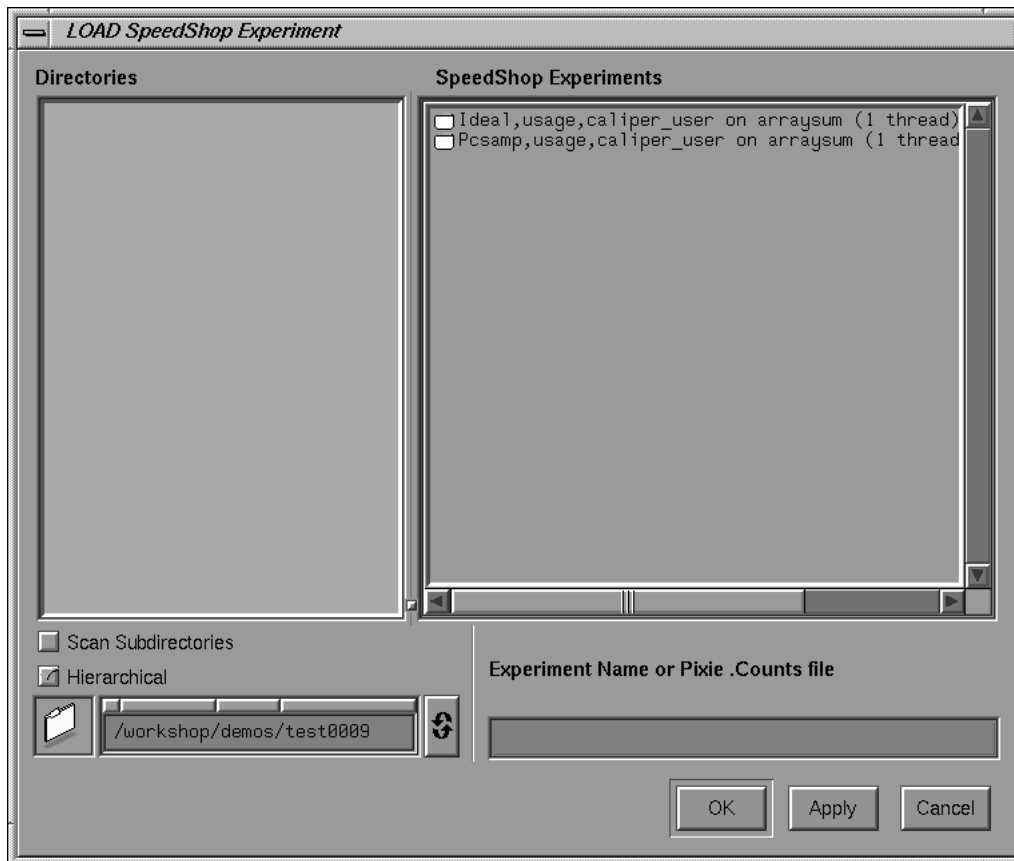 LOAD SpeedShop Experiment
Directories
SpeedShop Experiments
Ideal,usage,caliper_user on arraysum (1 thread)
Pcsamp,usage,caliper_user on arraysum (1 thread
Scan Subdirectories
Hierarchical
/workshop/demos/test0009
Experiment Name or Pixie .Counts file
OK
Apply
Cancel